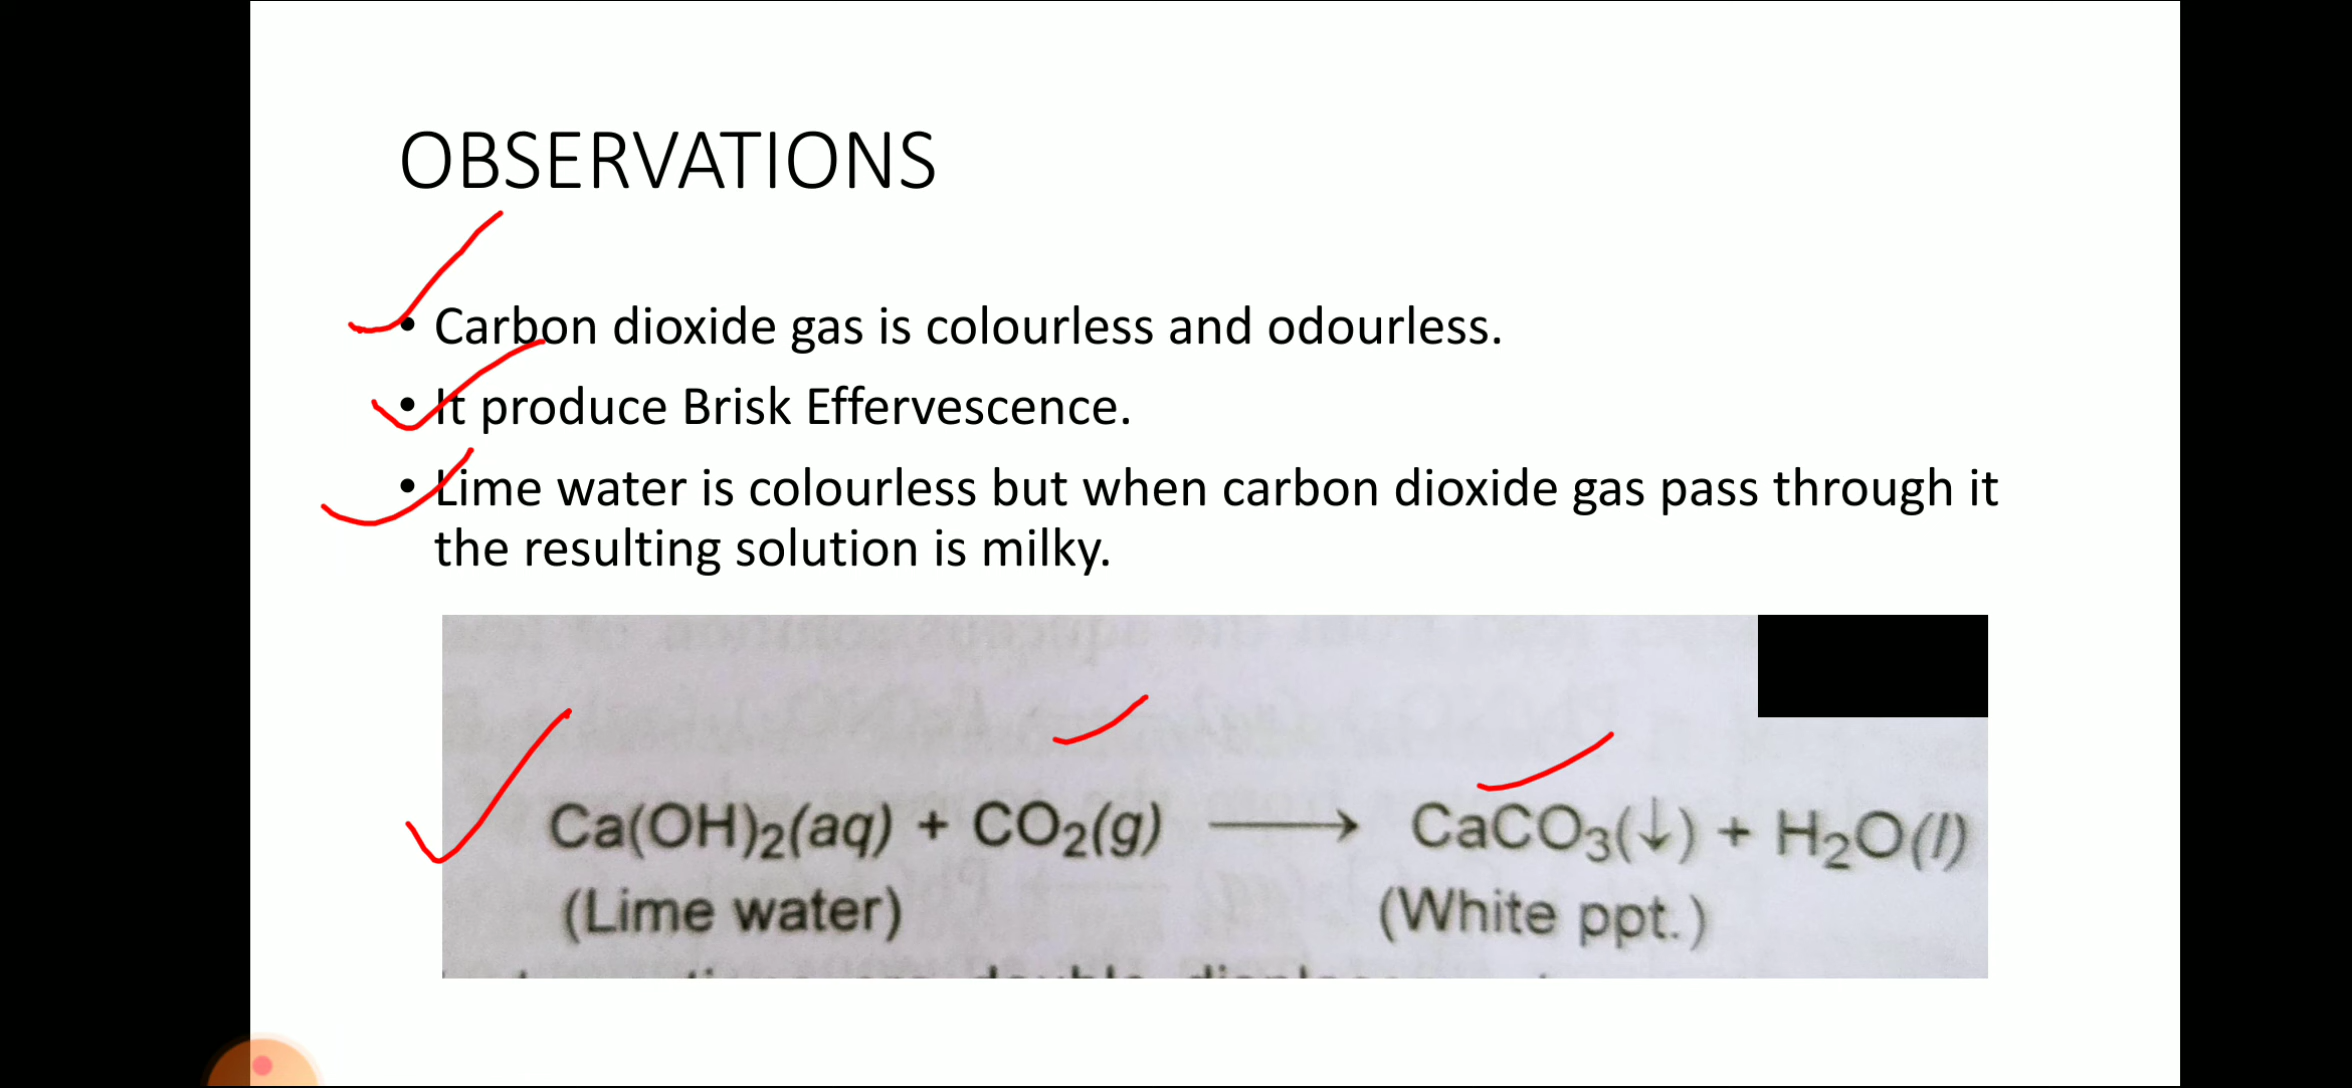 OBSERVATIONS
• Carbon dioxide gas is colourless and odourless.
• It produce Brisk Effervescence.
• Lime water is colourless but when carbon dioxide gas pass through it
the resulting solution is milky.
Ca(OH)₂(aq) + CO₂(g) ⟶ CaCO₃(↓) + H₂O(l)
(Lime water) (White ppt.)